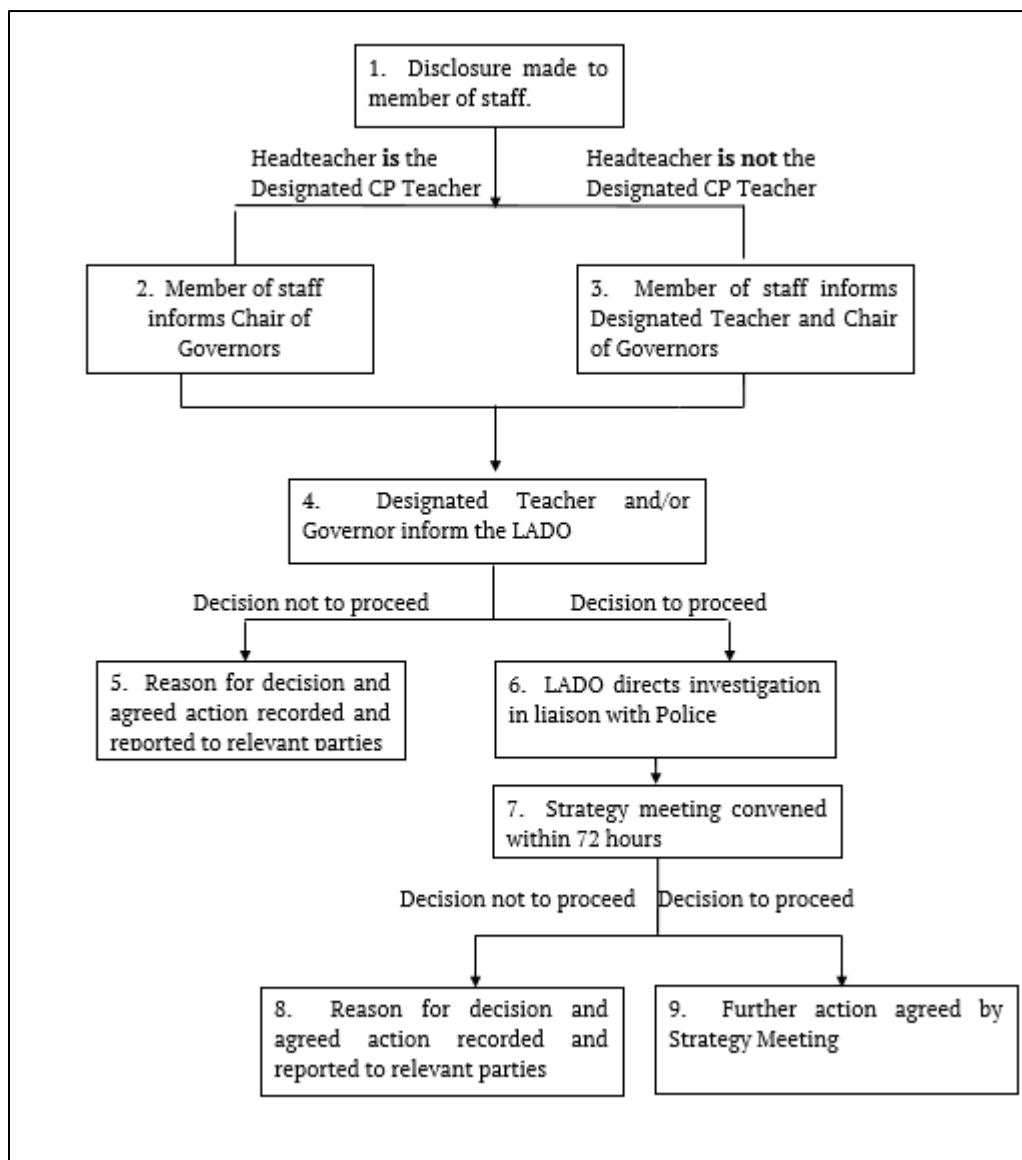 1. Disclosure made to
member of staff.
Headteacher is the
Designated CP Teacher
Headteacher is not the
Designated CP Teacher
2. Member of staff
informs Chair of
Governors
3. Member of staff informs
Designated Teacher and Chair
of Governors
4. Designated Teacher and/or
Governor inform the LADO
Decision not to proceed
Decision to proceed
5. Reason for decision and
agreed action recorded and
reported to relevant parties
6. LADO directs investigation
in liaison with Police
7. Strategy meeting convened
within 72 hours
Decision not to proceed
Decision to proceed
8. Reason for decision and
agreed action recorded and
reported to relevant parties
9. Further action agreed by
Strategy Meeting